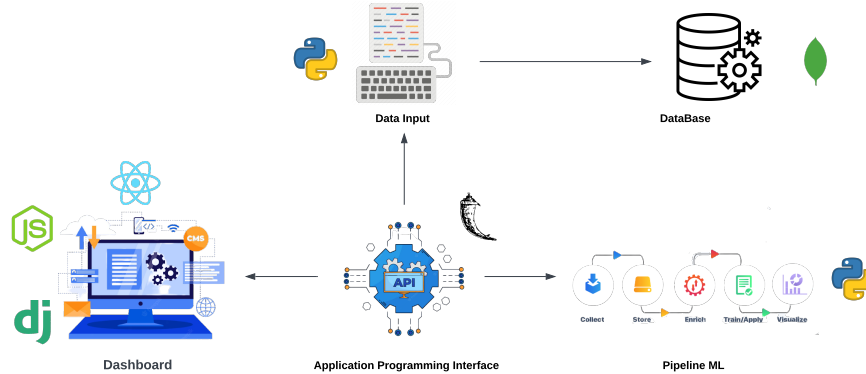 Data Input
DataBase
JS
dj
</>
CMS
API
Collect
Store
Enrich
Train/Apply
Visualize
Dashboard
Application Programming Interface
Pipeline ML